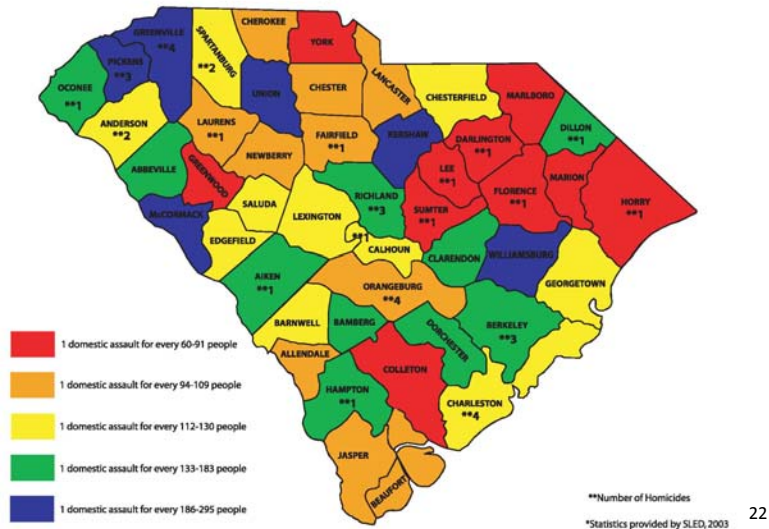 CHEROKEE
YORK
GREENVILLE
**4
SPARTANBURG
**2
PICKENS
**3
OCONEE
**1
UNION
CHESTER
LANCASTER
CHESTERFIELD
MARLBORO
ANDERSON
**2
LAURENS
**1
FAIRFIELD
**1
KERSHAW
DARLINGTON
**1
DILLON
**1
ABBEVILLE
GREENWOOD
NEWBERRY
LEE
**1
FLORENCE
**1
MARION
HORRY
**1
RICHLAND
**3
SUMTER
**1
McCORMACK
SALUDA
LEXINGTON
**1
EDGEFIELD
CALHOUN
CLARENDON
WILLIAMSBURG
GEORGETOWN
AIKEN
**1
ORANGEBURG
**4
BARNWELL
BAMBERG
DORCHESTER
BERKELEY
**3
ALLENDALE
COLLETON
HAMPTON
**1
CHARLESTON
**4
JASPER
BEAUFORT
1 domestic assault for every 60-91 people
1 domestic assault for every 94-109 people
1 domestic assault for every 112-130 people
1 domestic assault for every 133-183 people
1 domestic assault for every 186-295 people
**Number of Homicides
*Statistics provided by SLED, 2003
22